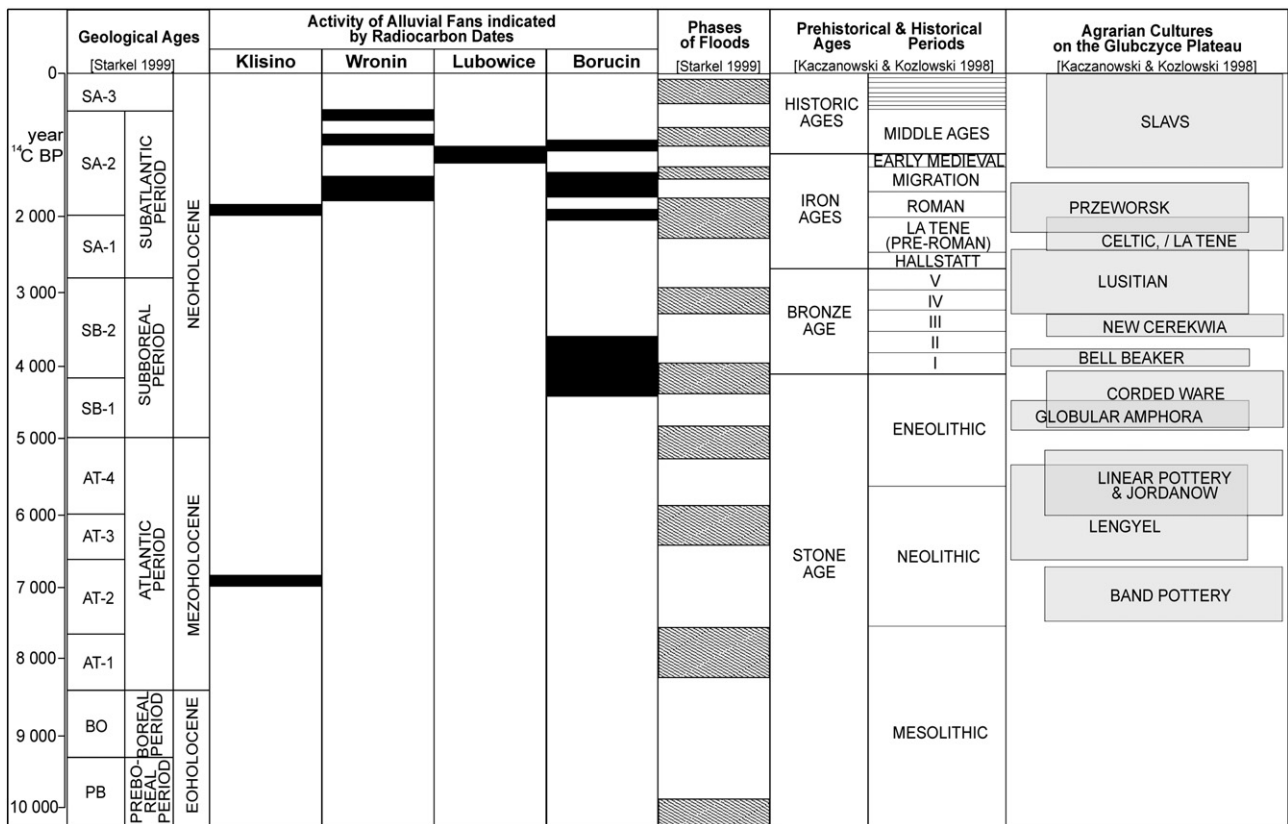 Geological Ages
[Starkel 1999]
Activity of Alluvial Fans indicated
by Radiocarbon Dates
Klisino
Wronin
Lubowice
Borucin
Phases
of Floods
[Starkel 1999]
Prehistorical & Historical
Ages
Periods
[Kaczanowski & Kozlowski 1998]
Agrarian Cultures
on the Glubczyce Plateau
[Kaczanowski & Kozlowski 1998]
0
year
14C BP
2 000
3 000
4 000
5 000
6 000
7 000
8 000
9 000
10 000
SA-3
SA-2
SA-1
SB-2
SB-1
AT-4
AT-3
AT-2
AT-1
BO
PB
SUBATLANTIC
PERIOD
SUBBOREAL
PERIOD
ATLANTIC
PERIOD
BOREAL
PERIOD
PREBO-
REAL
PERIOD
NEOHOLOCENE
MEZOHOLOCENE
EOHOLOCENE
HISTORIC
AGES
IRON
AGES
BRONZE
AGE
STONE
AGE
MIDDLE AGES
EARLY MEDIEVAL
MIGRATION
ROMAN
LA TENE
(PRE-ROMAN)
HALLSTATT
V
IV
III
II
I
ENEOLITHIC
NEOLITHIC
MESOLITHIC
SLAVS
PRZEWORSK
CELTIC, / LA TENE
LUSITIAN
NEW CEREKWIA
BELL BEAKER
CORDED WARE
GLOBULAR AMPHORA
LINEAR POTTERY
& JORDANOW
LENGYEL
BAND POTTERY